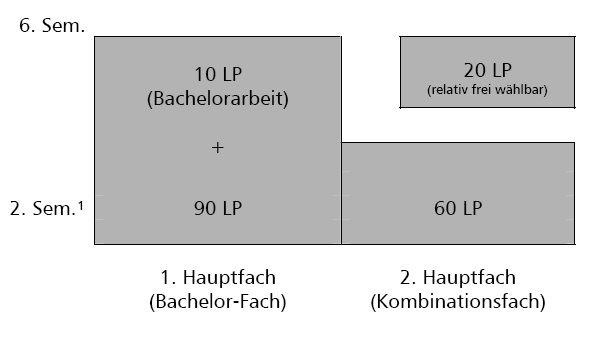 6. Sem.
10 LP
(Bachelorarbeit)
+
90 LP
20 LP
(relativ frei wählbar)
2. Sem.¹
60 LP
1. Hauptfach
(Bachelor-Fach)
2. Hauptfach
(Kombinationsfach)